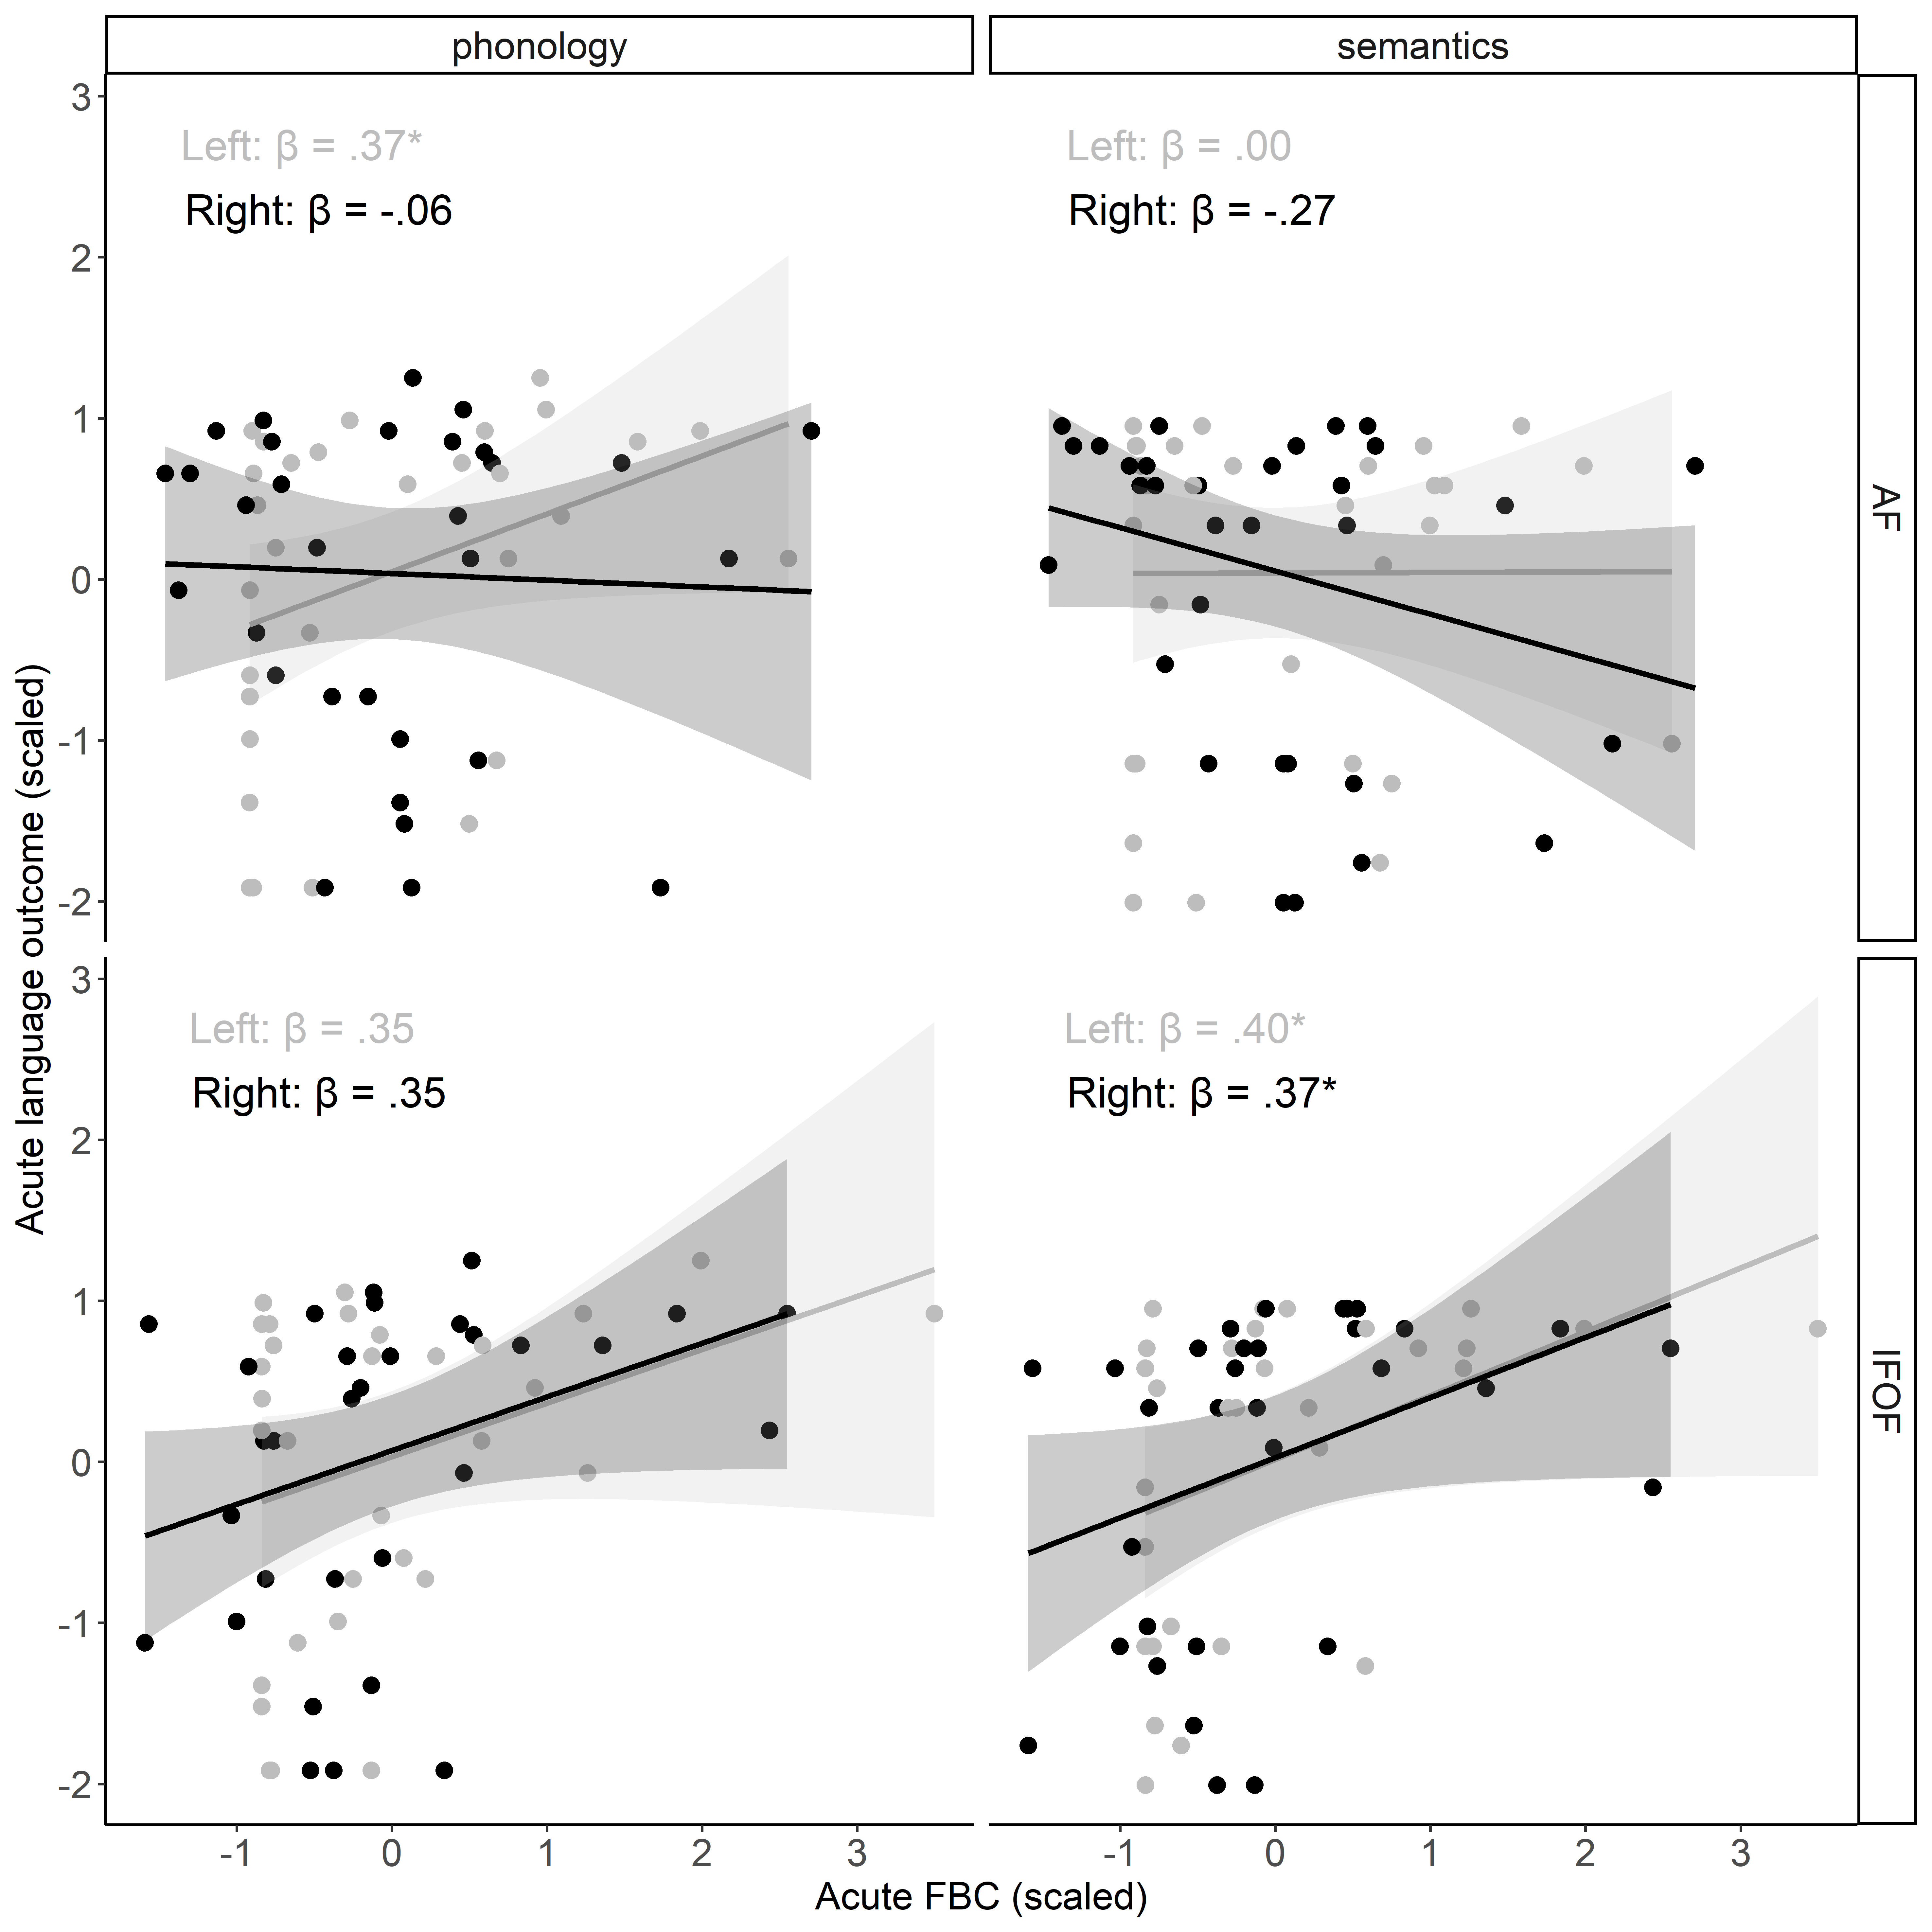 phonology
semantics
Left: β = .37*
Right: β = -.06
Left: β = .00
Right: β = -.27
AF
3
2
1
0
-1
-2
Acute language outcome (scaled)
Left: β = .35
Right: β = .35
Left: β = .40*
Right: β = .37*
IFOF
3
2
1
0
-1
-2
-1 0 1 2 3
-1 0 1 2 3
Acute FBC (scaled)